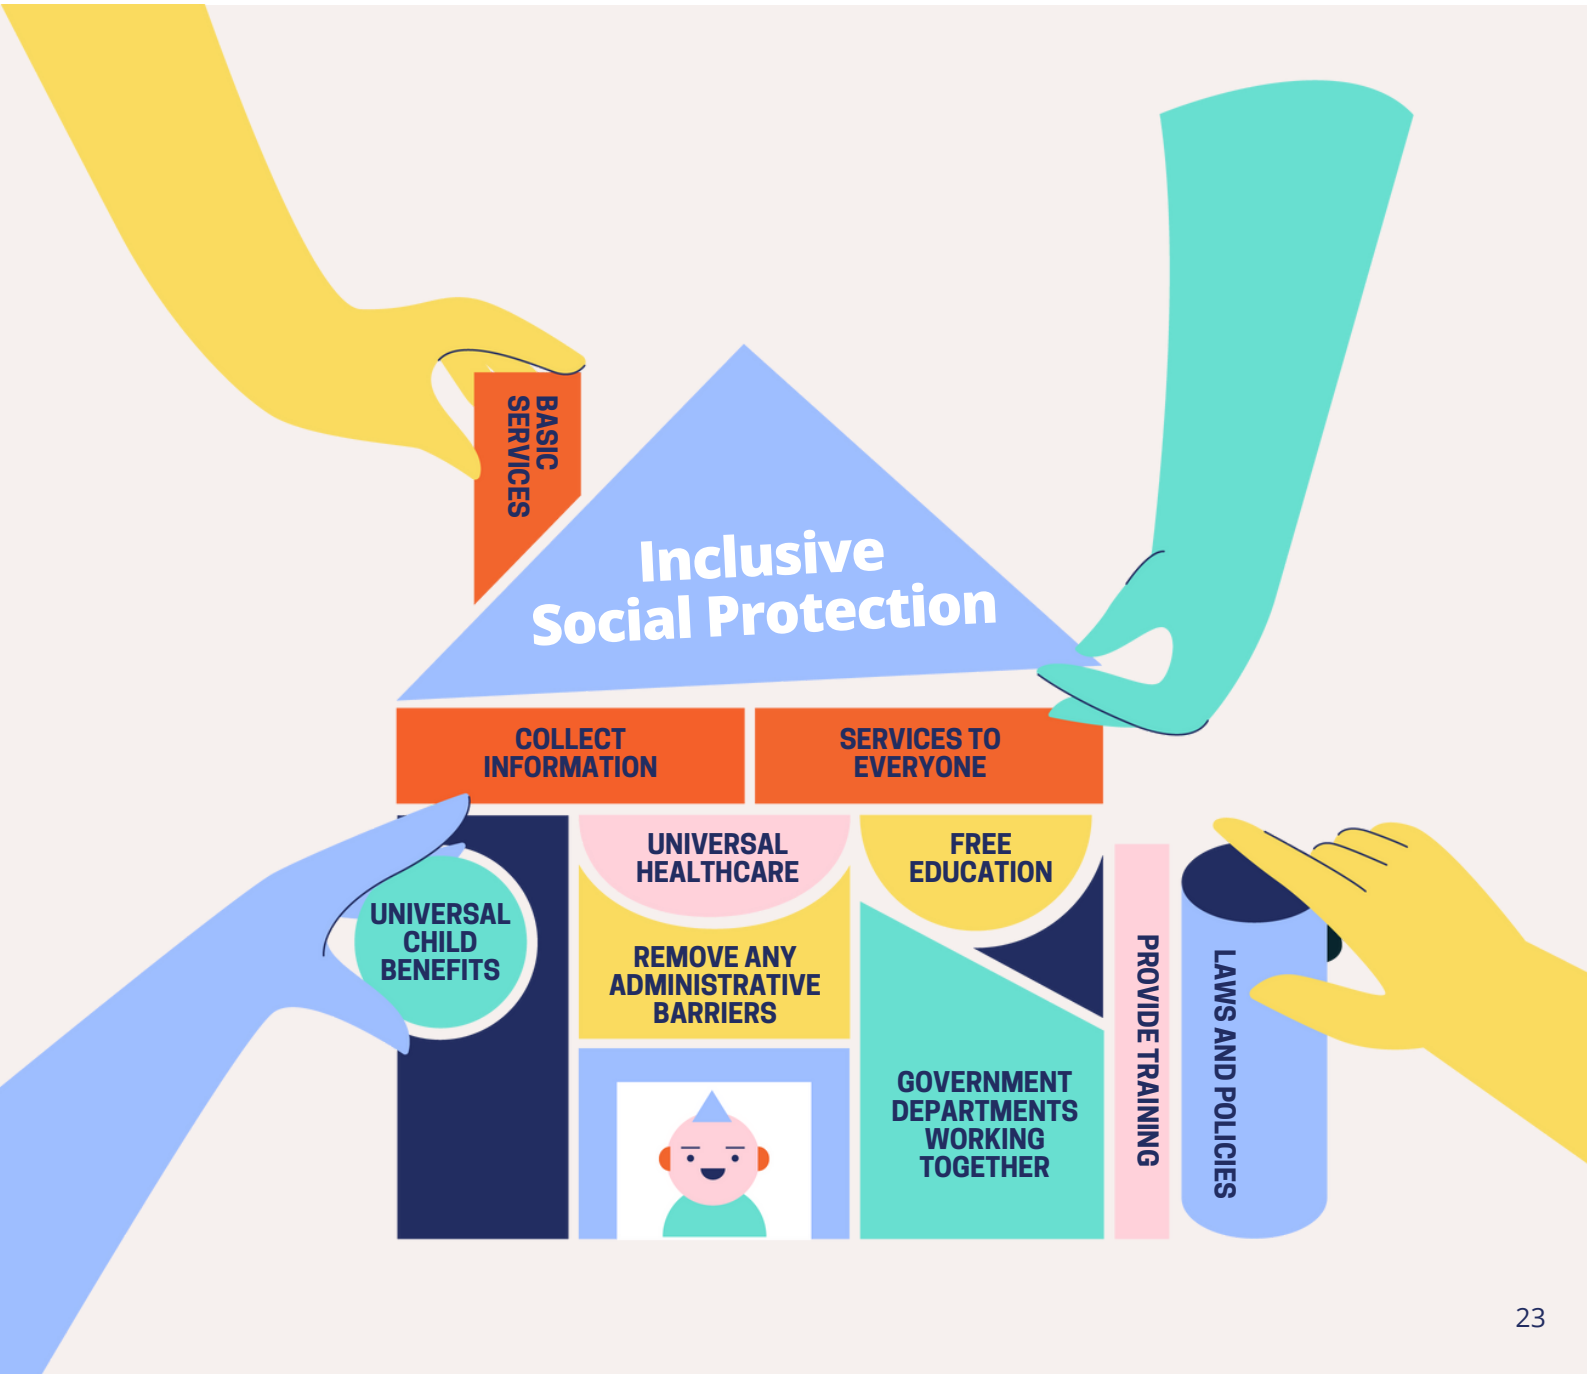 BASIC
SERVICES
Inclusive
Social Protection
COLLECT
INFORMATION
SERVICES TO
EVERYONE
UNIVERSAL
CHILD
BENEFITS
UNIVERSAL
HEALTHCARE
FREE
EDUCATION
REMOVE ANY
ADMINISTRATIVE
BARRIERS
GOVERNMENT
DEPARTMENTS
WORKING
TOGETHER
PROVIDE TRAINING
LAWS AND POLICIES
23